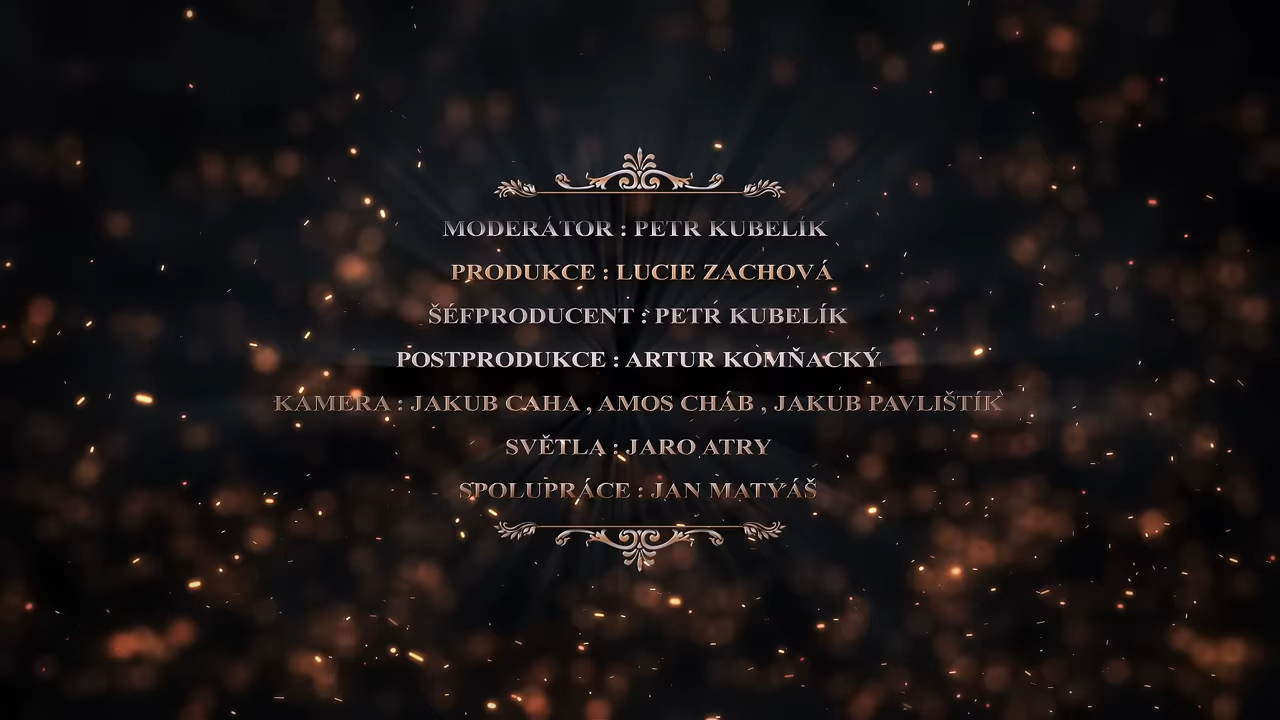 MODERÁTOR : PETR KUBELÍK
PRODUKCE : LUCIE ZACHOVÁ
ŠÉFPRODUCENT : PETR KUBELÍK
POSTPRODUKCE : ARTUR KOMŇACKÝ
KAMERA : JAKUB CAHA , AMOS CHÁB , JAKUB PAVLIŠTÍK
SVĚTLA : JARO ATRY
SPOLUPRÁCE : JAN MATYÁŠ